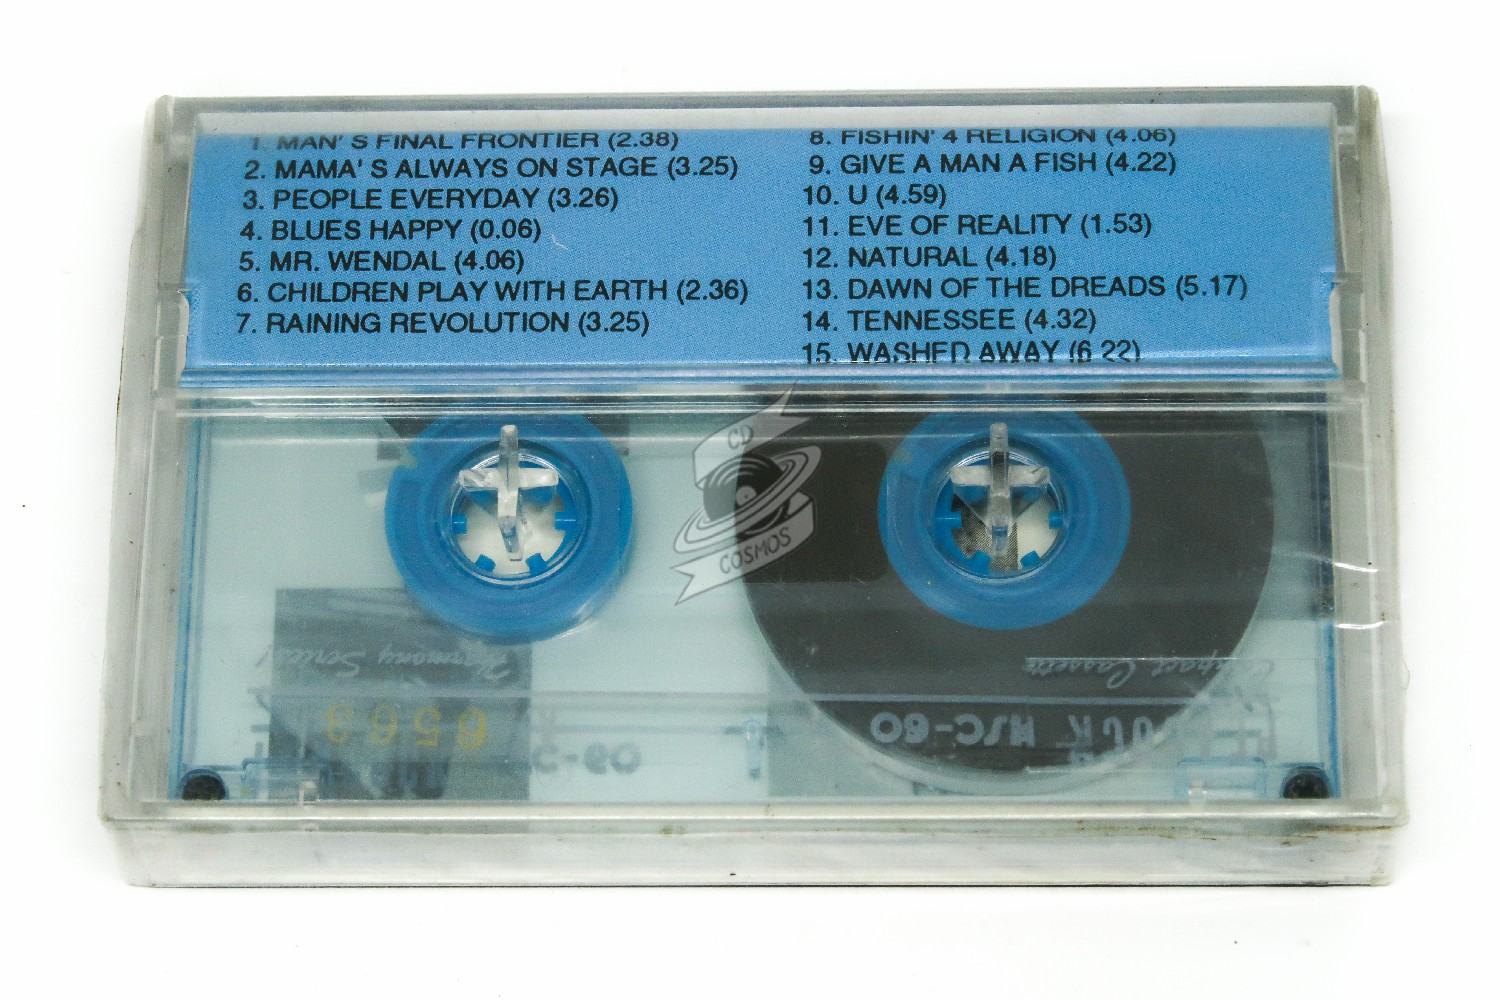 1. MAN' S FINAL FRONTIER (2.38)
2. MAMA' S ALWAYS ON STAGE (3.25)
3. PEOPLE EVERYDAY (3.26)
4. BLUES HAPPY (0.06)
5. MR. WENDAL (4.06)
6. CHILDREN PLAY WITH EARTH (2.36)
7. RAINING REVOLUTION (3.25)
8. FISHIN' 4 RELIGION (4.06)
9. GIVE A MAN A FISH (4.22)
10. U (4.59)
11. EVE OF REALITY (1.53)
12. NATURAL (4.18)
13. DAWN OF THE DREADS (5.17)
14. TENNESSEE (4.32)
15. WASHED AWAY (6.22)
CD
COSMOS
Harmony Series
Cassette
6563